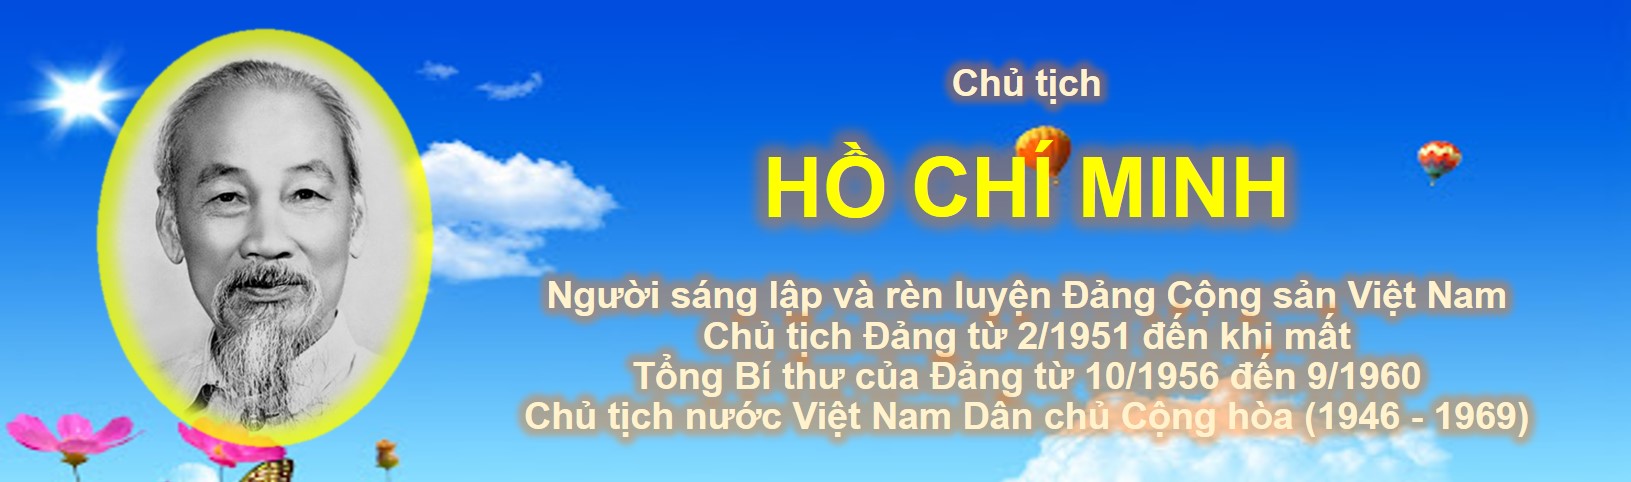 Chủ tịch
HỒ CHÍ MINH
Người sáng lập và rèn luyện Đảng Cộng sản Việt Nam
Chủ tịch Đảng từ 2/1951 đến khi mất
Tổng Bí thư của Đảng từ 10/1956 đến 9/1960
Chủ tịch nước Việt Nam Dân chủ Cộng hòa (1946 - 1969)